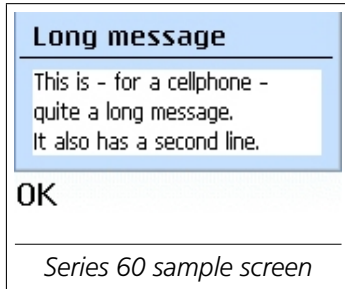 Long message
This is - for a cellphone -
quite a long message.
It also has a second line.
OK
Series 60 sample screen